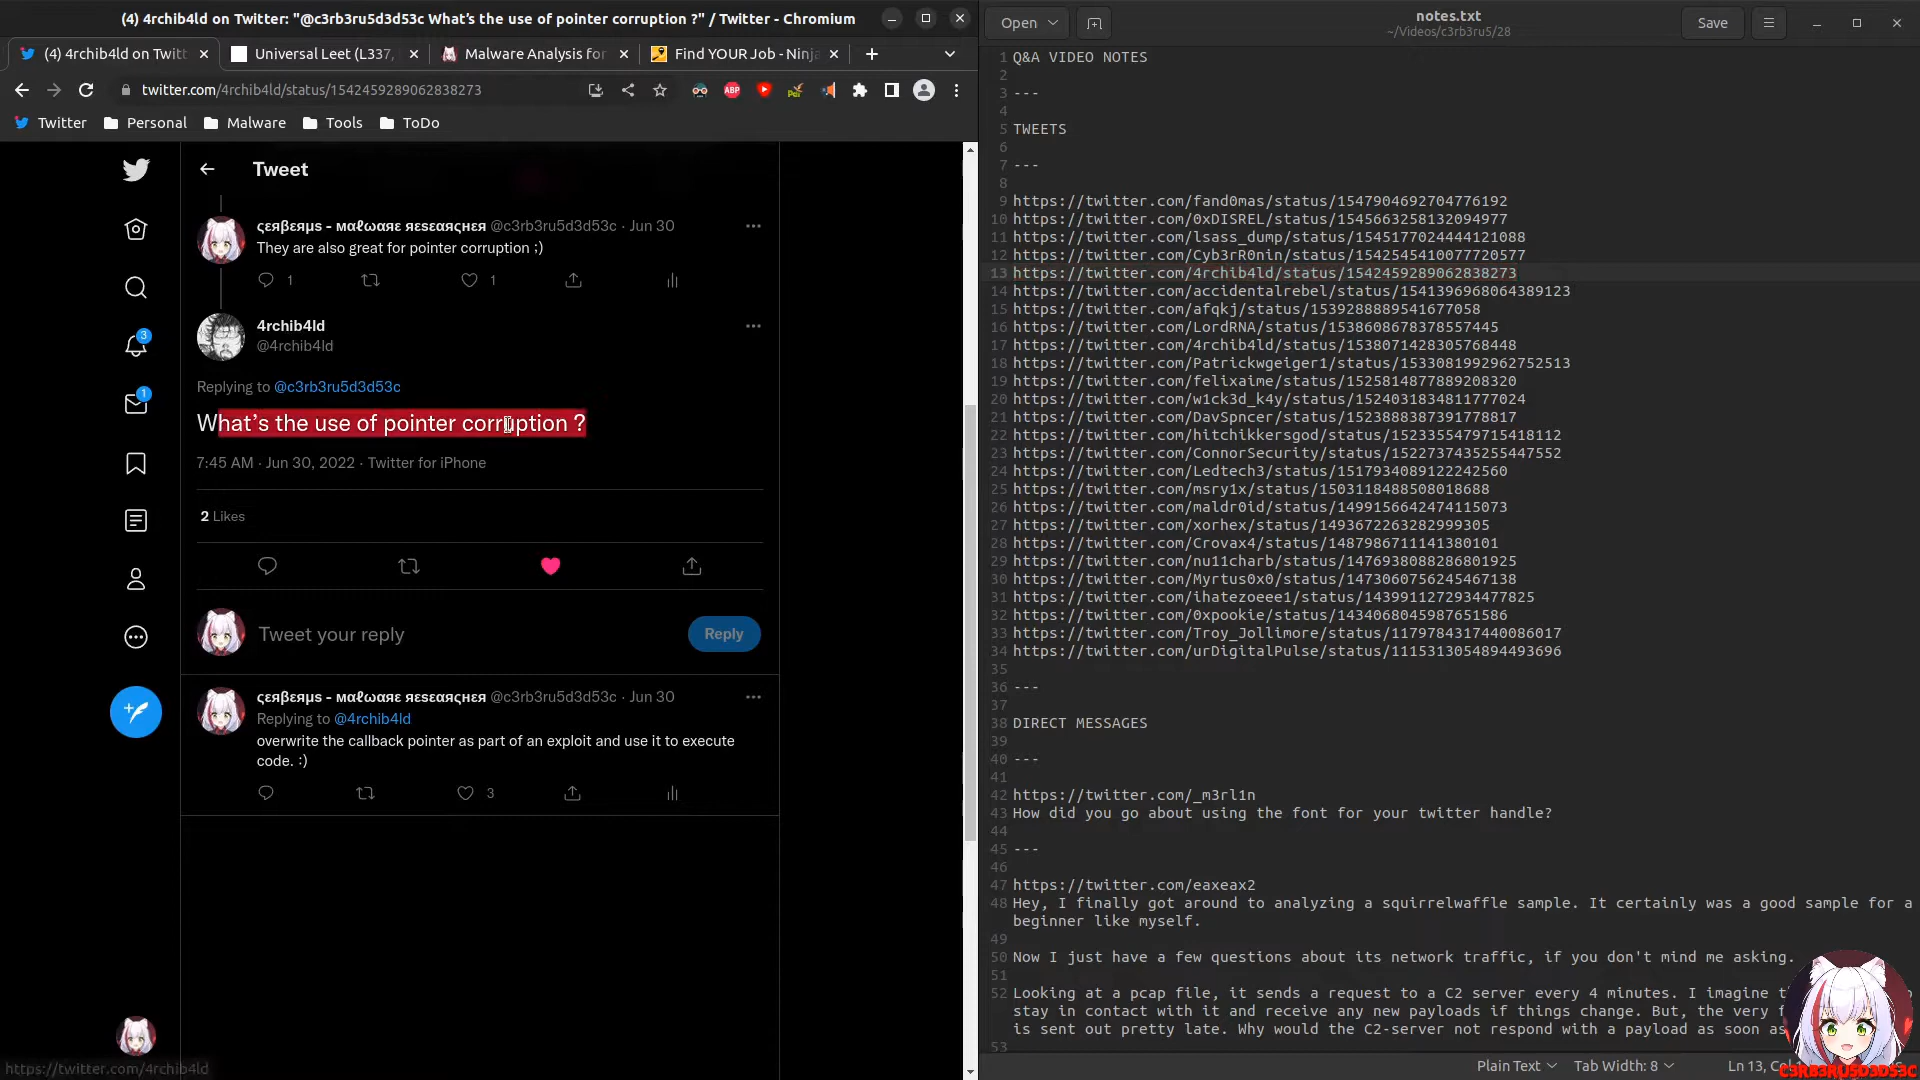 (4) 4rchib4ld on Twitter: "@c3rb3ru5d3d53c What's the use of pointer corruption ?" / Twitter - Chromium
(4) 4rchib4ld on Twitt
Universal Leet (L337,
Malware Analysis for
Find YOUR Job - Ninja
twitter.com/4rchib4ld/status/1542459289062838273
ABP
Twitter
Personal
Malware
Tools
ToDo
Tweet
ςεяβεяμs - мαℓωαяε яεsεαяςнεя @c3rb3ru5d3d53c · Jun 30
They are also great for pointer corruption ;)
1
1
4rchib4ld
@4rchib4ld
Replying to @c3rb3ru5d3d53c
What's the use of pointer corruption ?
7:45 AM · Jun 30, 2022 · Twitter for iPhone
2 Likes
Tweet your reply
Reply
ςεяβεяμs - мαℓωαяε яεsεαяςнεя @c3rb3ru5d3d53c · Jun 30
Replying to @4rchib4ld
overwrite the callback pointer as part of an exploit and use it to execute
code. :)
3
3
1
https://twitter.com/4rchib4ld
Open
notes.txt
~/Videos/c3rb3ru5/28
Save
1 Q&A VIDEO NOTES
2
3 ---
4
5 TWEETS
6
7 ---
8
9 https://twitter.com/fand0mas/status/1547904692704776192
10 https://twitter.com/0xDISREL/status/1545663258132094977
11 https://twitter.com/lsass_dump/status/1545177024444121088
12 https://twitter.com/Cyb3rR0nin/status/1542545410077720577
13 https://twitter.com/4rchib4ld/status/1542459289062838273
14 https://twitter.com/accidentalrebel/status/1541396968064389123
15 https://twitter.com/afqkj/status/1539288889541677058
16 https://twitter.com/LordRNA/status/1538608678378557445
17 https://twitter.com/4rchib4ld/status/1538071428305768448
18 https://twitter.com/Patrickwgeiger1/status/1533081992962752513
19 https://twitter.com/felixaime/status/1525814877889208320
20 https://twitter.com/w1ck3d_k4y/status/1524031834811777024
21 https://twitter.com/DavSpncer/status/1523888387391778817
22 https://twitter.com/hitchikkersgod/status/1523355479715418112
23 https://twitter.com/ConnorSecurity/status/1522737435255447552
24 https://twitter.com/Ledtech3/status/1517934089122242560
25 https://twitter.com/msry1x/status/1503118488508018688
26 https://twitter.com/maldr0id/status/1499156642474115073
27 https://twitter.com/xorhex/status/1493672263282999305
28 https://twitter.com/Crovax4/status/1487986711141380101
29 https://twitter.com/nu11charb/status/1476938088286801925
30 https://twitter.com/Myrtus0x0/status/1473060756245467138
31 https://twitter.com/ihatezoeee1/status/1439911272934477825
32 https://twitter.com/0xpookie/status/1434068045987651586
33 https://twitter.com/Troy_Jollimore/status/1179784317440086017
34 https://twitter.com/urDigitalPulse/status/1115313054894493696
35
36 ---
37
38 DIRECT MESSAGES
39
40 ---
41
42 https://twitter.com/_m3rl1n
43 How did you go about using the font for your twitter handle?
44
45 ---
46
47 https://twitter.com/eaxeax2
48 Hey, I finally got around to analyzing a squirrelwaffle sample. It certainly was a good sample for a
beginner like myself.
49
50 Now I just have a few questions about its network traffic, if you don't mind me asking.
51
52 Looking at a pcap file, it sends a request to a C2 server every 4 minutes. I imagine
stay in contact with it and receive any new payloads if things change. But, the very
is sent out pretty late. Why would the C2-server not respond with a payload as soon as
53
Plain Text
Tab Width: 8
Ln 13,
C3RB3RU5D3D53C